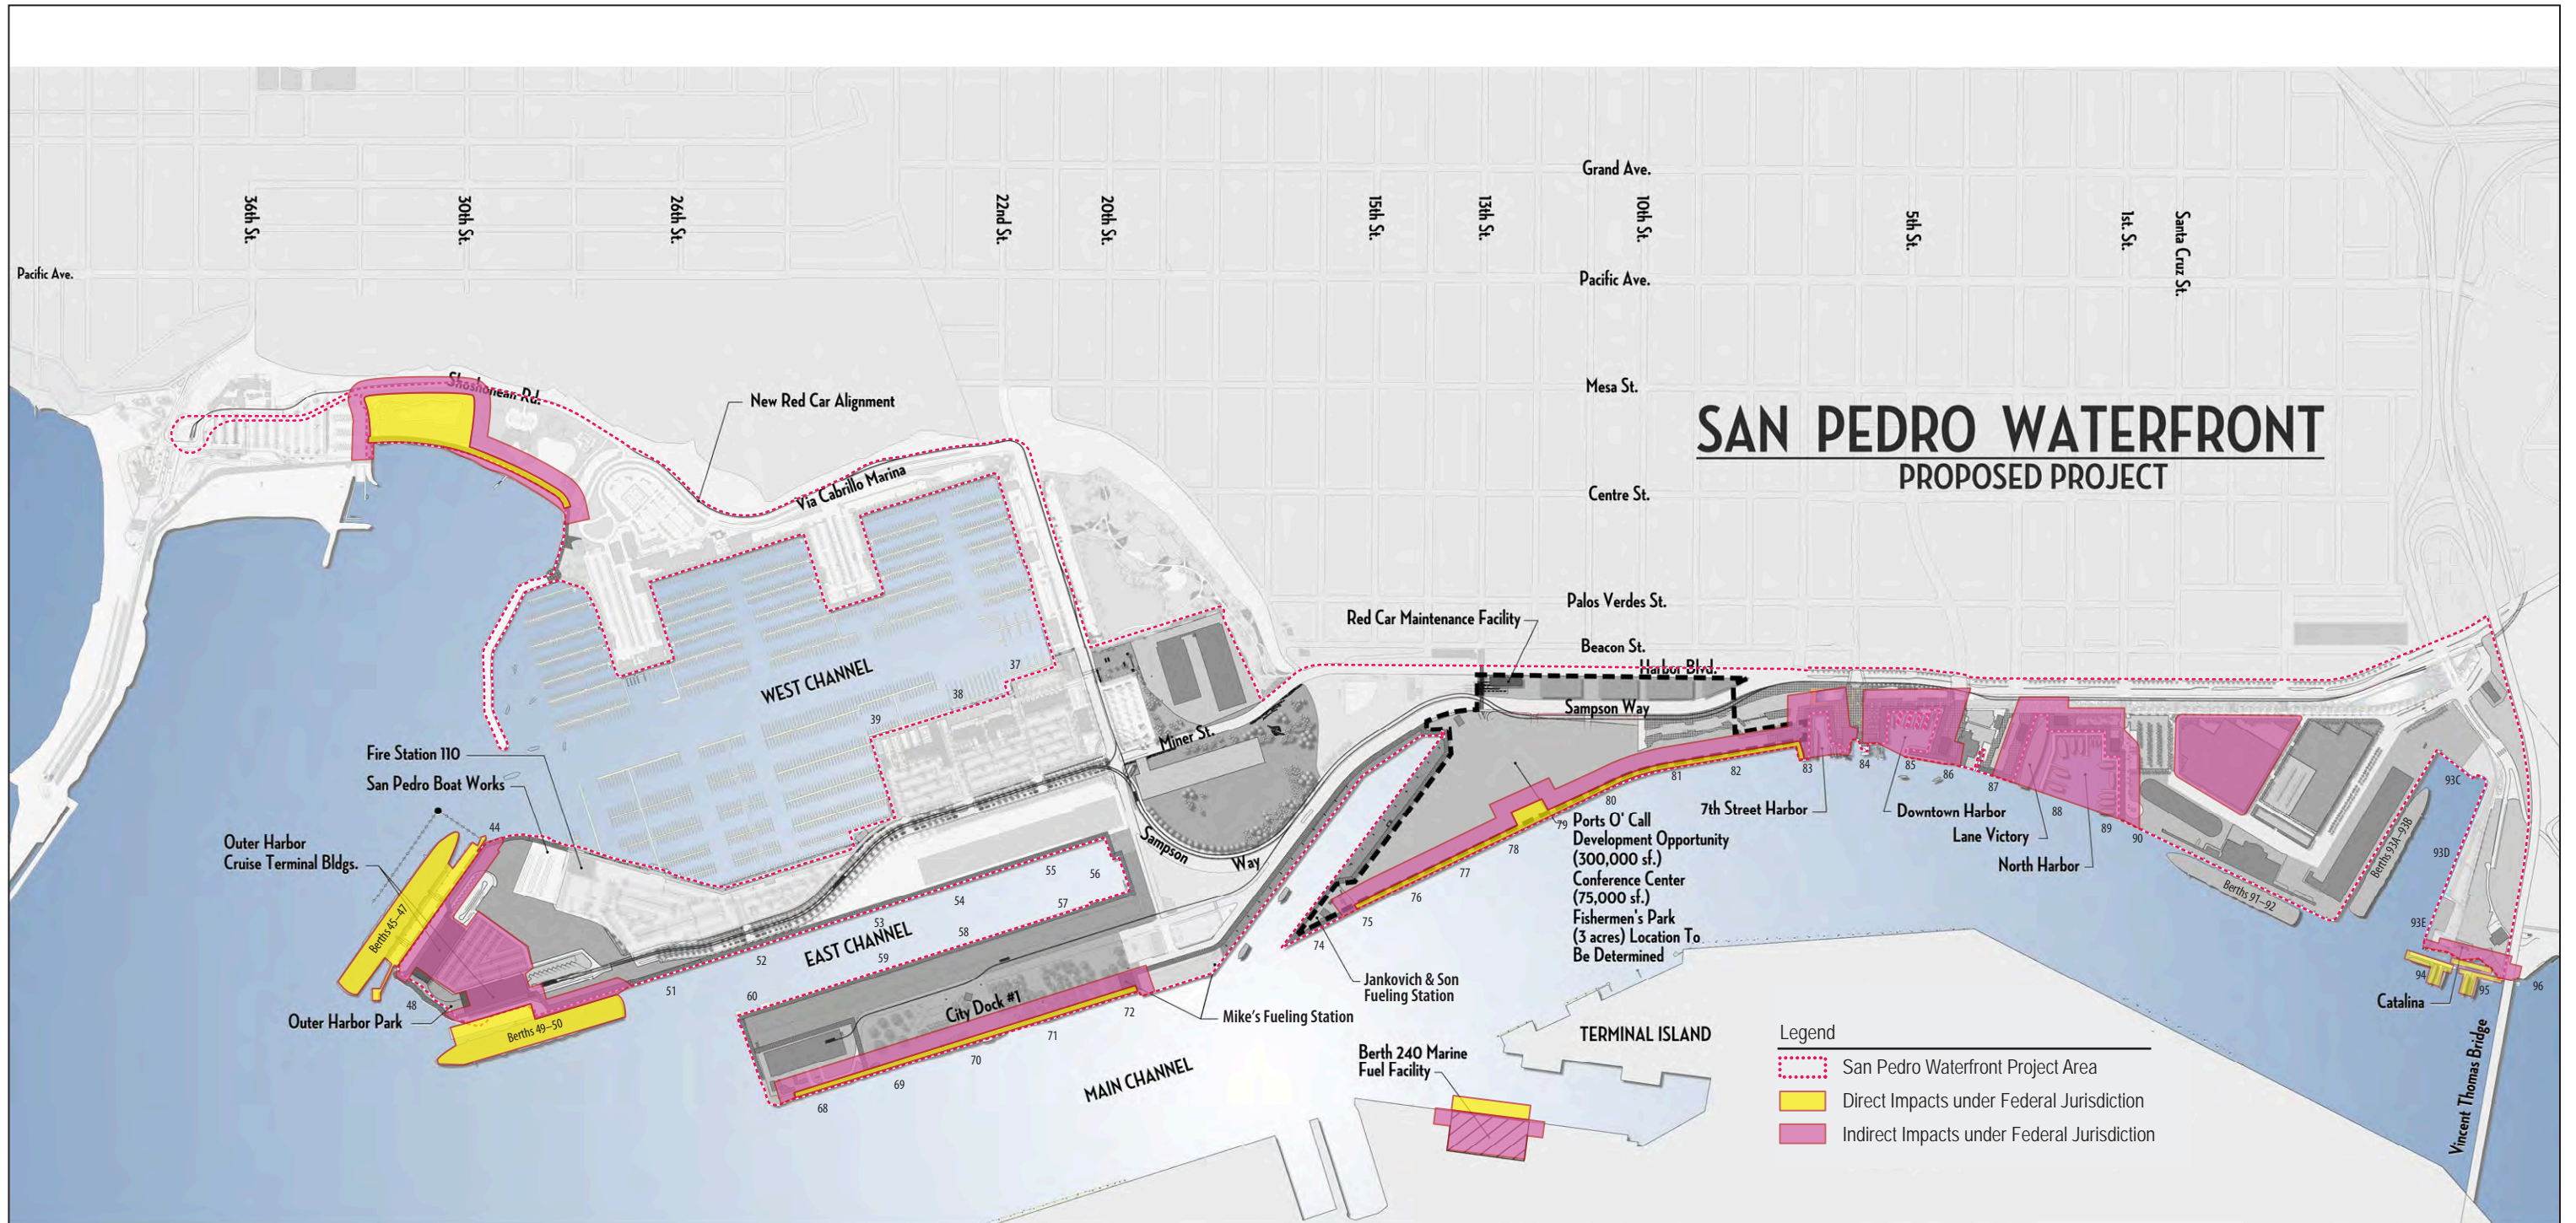 SAN PEDRO WATERFRONT
PROPOSED PROJECT
36th St.
30th St.
26th St.
22nd St.
20th St.
15th St.
13th St.
10th St.
5th St.
1st. St.
Santa Cruz St.
Grand Ave.
Pacific Ave.
Pacific Ave.
Mesa St.
Centre St.
Palos Verdes St.
Beacon St.
Harbor Blvd.
Sampson Way
Red Car Maintenance Facility
Shoshonean Rd.
New Red Car Alignment
Via Cabrillo Marina
WEST CHANNEL
37
38
39
Miner St.
Sampson
Way
Fire Station 110
San Pedro Boat Works
Outer Harbor
Cruise Terminal Bldgs.
44
Berths 45–47
48
Outer Harbor Park
Berths 49–50
51
52
53
54
55
56
57
58
59
60
EAST CHANNEL
City Dock #1
68
69
70
71
72
Mike's Fueling Station
MAIN CHANNEL
74
75
76
77
78
79
80
81
82
83
84
85
86
87
88
89
90
Jankovich & Son
Fueling Station
Ports O' Call
Development Opportunity
(300,000 sf.)
Conference Center
(75,000 sf.)
Fishermen's Park
(3 acres) Location To
Be Determined
7th Street Harbor
Downtown Harbor
Lane Victory
North Harbor
Berths 91–92
Berths 93A–93B
93C
93D
93E
94
95
96
Catalina
Vincent Thomas Bridge
TERMINAL ISLAND
Berth 240 Marine
Fuel Facility
Legend
San Pedro Waterfront Project Area
Direct Impacts under Federal Jurisdiction
Indirect Impacts under Federal Jurisdiction